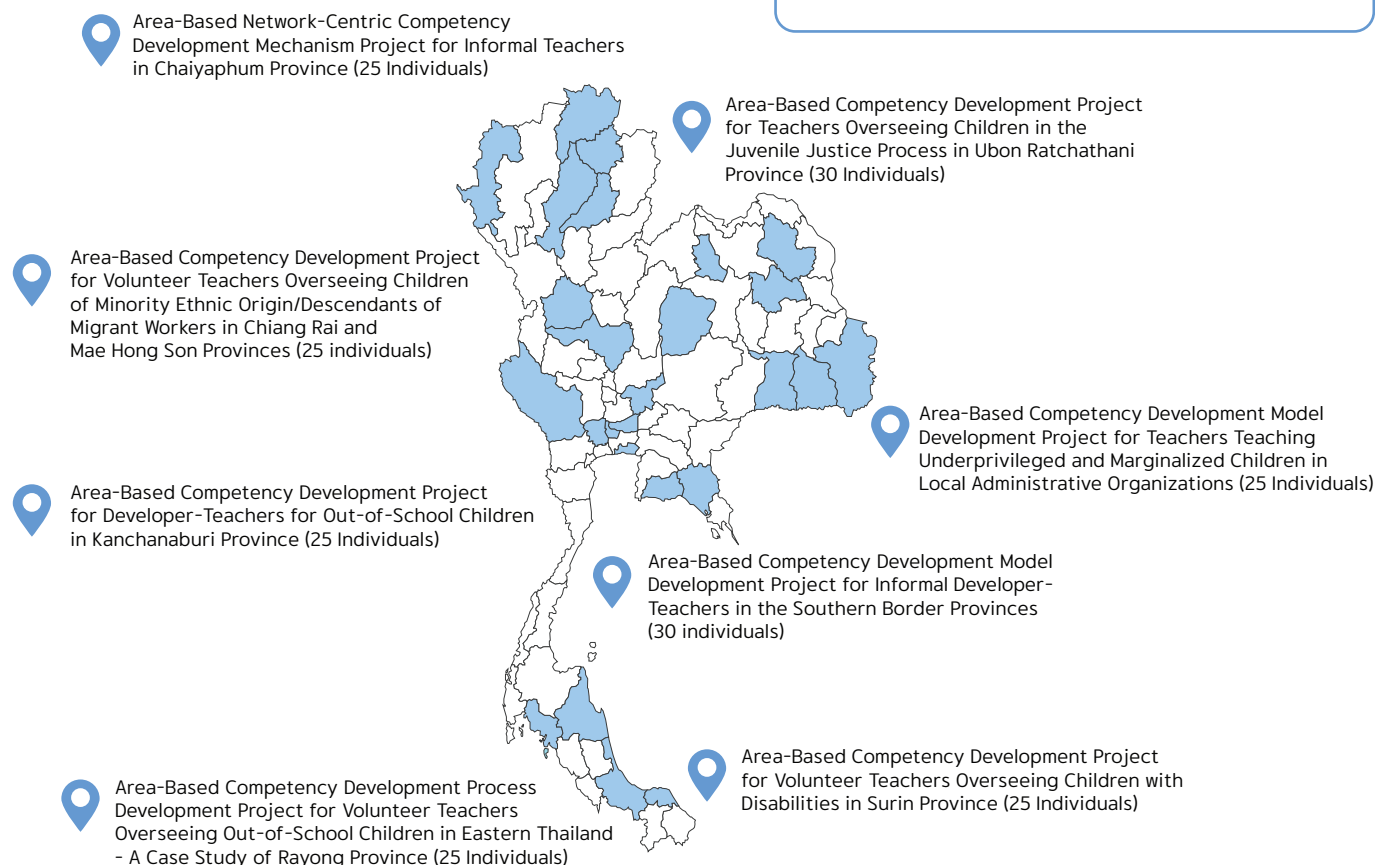 Area-Based Network-Centric Competency
Development Mechanism Project for Informal Teachers
in Chaiyaphum Province (25 Individuals)
Area-Based Competency Development Project
for Teachers Overseeing Children in the
Juvenile Justice Process in Ubon Ratchathani
Province (30 Individuals)
Area-Based Competency Development Project
for Volunteer Teachers Overseeing Children
of Minority Ethnic Origin/Descendants of
Migrant Workers in Chiang Rai and
Mae Hong Son Provinces (25 individuals)
Area-Based Competency Development Model
Development Project for Teachers Teaching
Underprivileged and Marginalized Children in
Local Administrative Organizations (25 Individuals)
Area-Based Competency Development Project
for Developer-Teachers for Out-of-School Children
in Kanchanaburi Province (25 Individuals)
Area-Based Competency Development Model
Development Project for Informal Developer-
Teachers in the Southern Border Provinces
(30 individuals)
Area-Based Competency Development Project
for Volunteer Teachers Overseeing Children with
Disabilities in Surin Province (25 Individuals)
Area-Based Competency Development Process
Development Project for Volunteer Teachers
Overseeing Out-of-School Children in Eastern Thailand
- A Case Study of Rayong Province (25 Individuals)